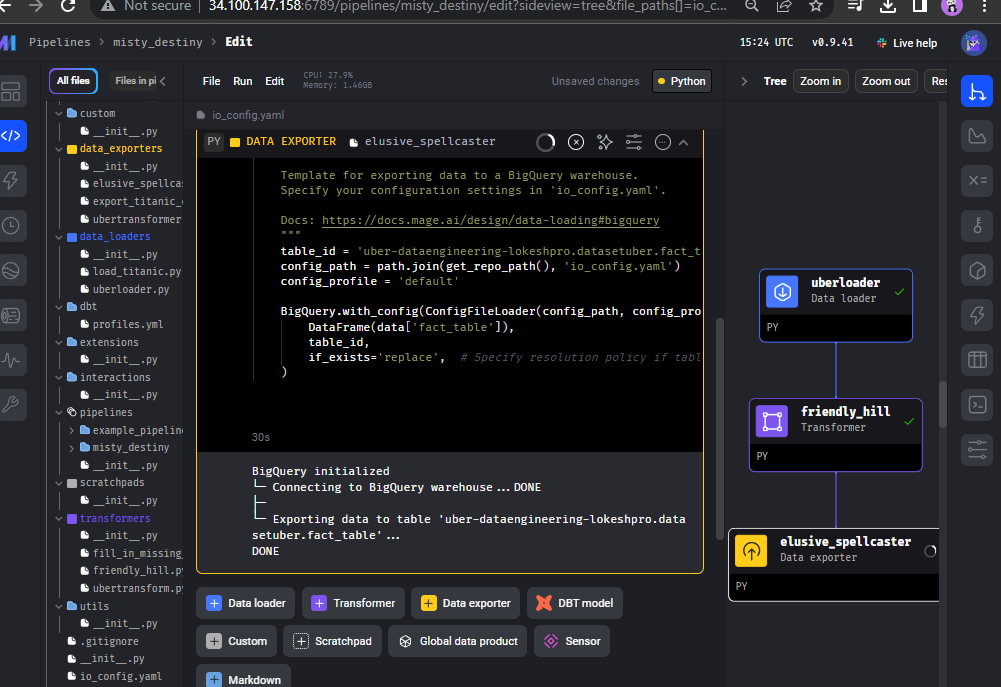 Not secure 34.100.147.158:6789/pipelines/misty_destiny/edit?sideview=tree&file_paths[]=io_c...
Pipelines > misty_destiny > Edit
15:24 UTC v0.9.41 Live help
All files Files in pi
File Run Edit CPU: 27.9% Memory: 1.46GB Unsaved changes Python
Tree Zoom in Zoom out Res
io_config.yaml
custom
__init__.py
data_exporters
__init__.py
elusive_spellcas
export_titanic_c
ubertransformer
data_loaders
__init__.py
load_titanic.py
uberloader.py
dbt
profiles.yml
extensions
__init__.py
interactions
__init__.py
pipelines
example_pipelin
misty_destiny
__init__.py
scratchpads
__init__.py
transformers
__init__.py
fill_in_missing_
friendly_hill.py
ubertransform.py
utils
__init__.py
.gitignore
__init__.py
io_config.yaml
PY DATA EXPORTER elusive_spellcaster
Template for exporting data to a BigQuery warehouse.
Specify your configuration settings in 'io_config.yaml'.
Docs: https://docs.mage.ai/design/data-loading#bigquery
"""
table_id = 'uber-dataengineering-lokeshpro.datasetuber.fact_t
config_path = path.join(get_repo_path(), 'io_config.yaml')
config_profile = 'default'
BigQuery.with_config(ConfigFileLoader(config_path, config_pro
DataFrame(data['fact_table']),
table_id,
if_exists='replace', # Specify resolution policy if tabl
)
30s
BigQuery initialized
└─ Connecting to BigQuery warehouse...DONE
├─
└─ Exporting data to table 'uber-dataengineering-lokeshpro.data
setuber.fact_table'...
DONE
Data loader Transformer Data exporter DBT model
Custom Scratchpad Global data product Sensor
Markdown
uberloader
Data loader
PY
friendly_hill
Transformer
PY
elusive_spellcaster
Data exporter
PY